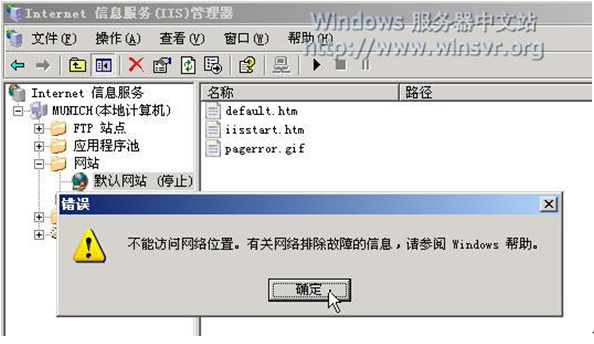 Internet 信息服务(IIS)管理器
Windows 服务器中文站
http://www.winsvr.org
文件(F) 操作(A) 查看(V) 窗口(W) 帮助(H)
Internet 信息服务
MUNICH(本地计算机)
FTP 站点
应用程序池
网站
默认网站 (停止)
名称 路径
default.htm
iisstart.htm
pagerror.gif
错误
不能访问网络位置。有关网络排除故障的信息，请参阅 Windows 帮助。
确定